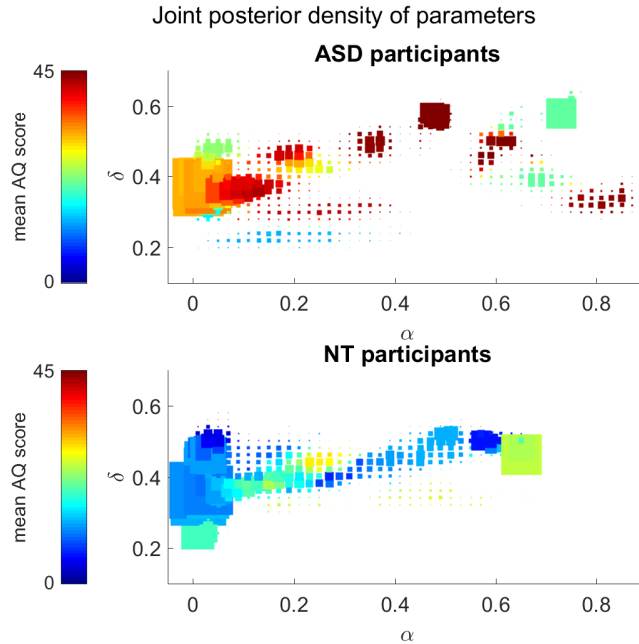 Joint posterior density of parameters
ASD participants
45
0
mean AQ score
0.6
0.4
0.2
δ
0
0.2
0.4
0.6
0.8
α
NT participants
45
0
mean AQ score
0.6
0.4
0.2
δ
0
0.2
0.4
0.6
0.8
α